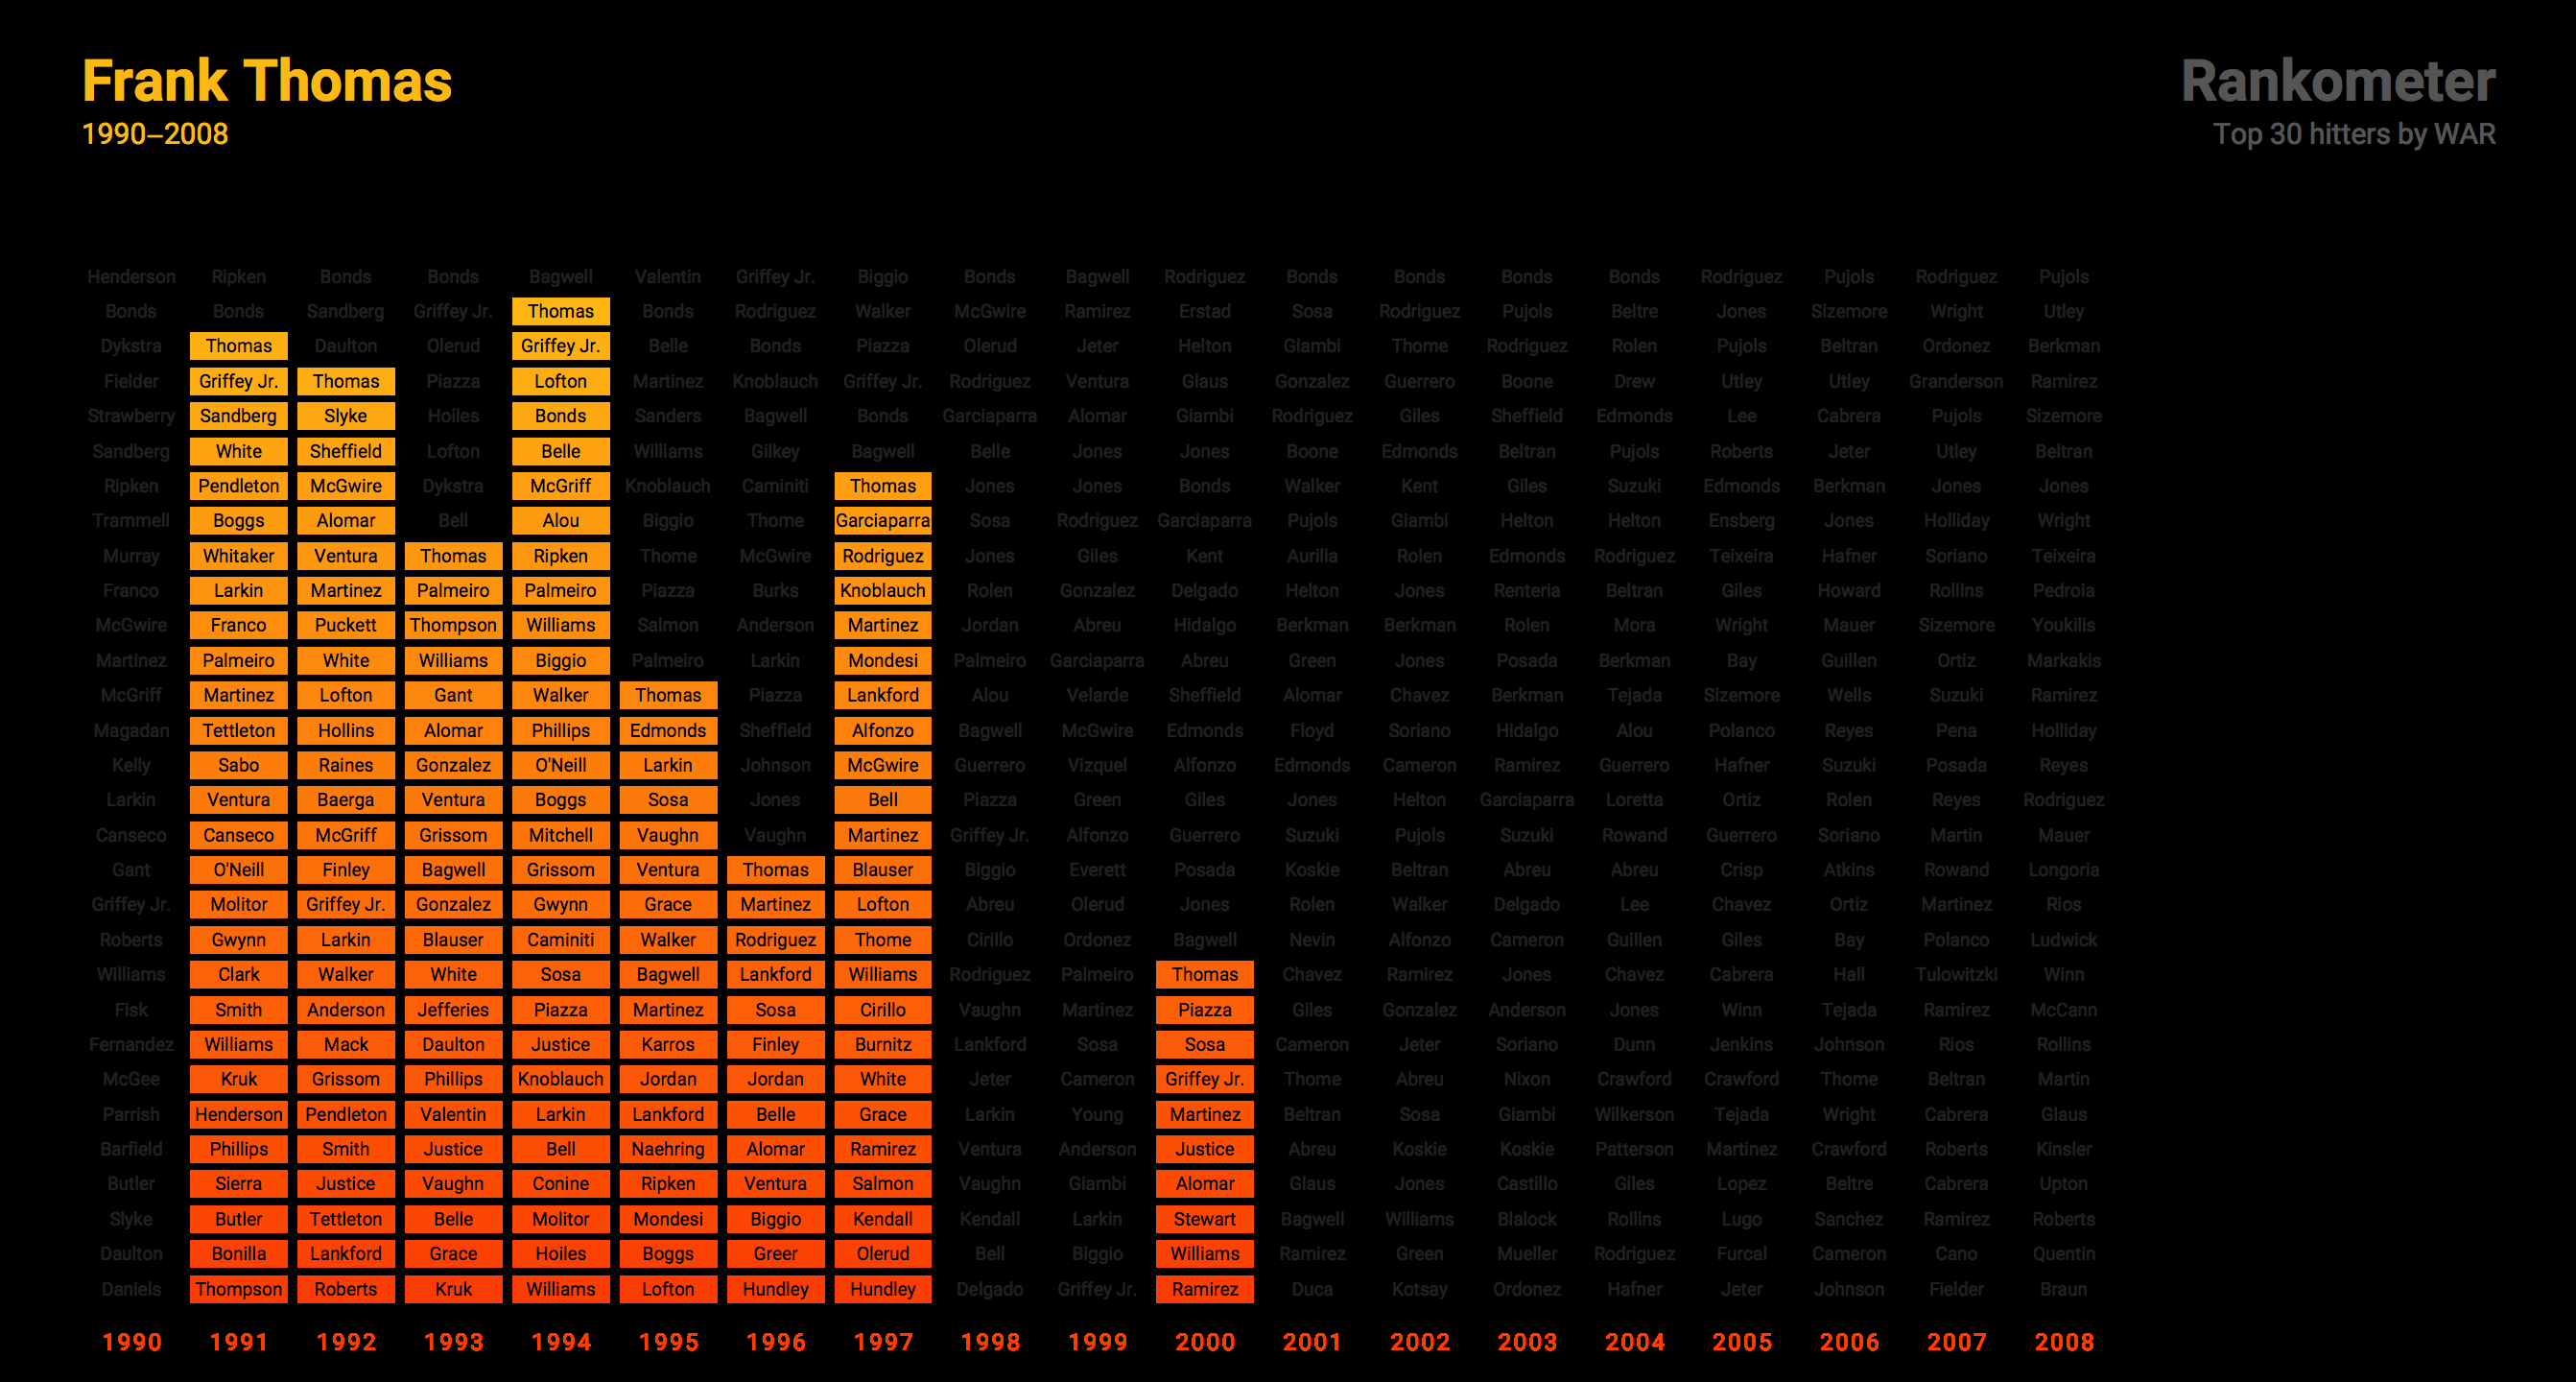 Frank Thomas
1990–2008
Rankometer
Top 30 hitters by WAR
Henderson Ripken Bonds Bonds Bagwell Valentin Griffey Jr. Biggio Bonds Bagwell Rodriguez Bonds Bonds Bonds Bonds Rodriguez Pujols Rodriguez Pujols
Bonds Bonds Sandberg Griffey Jr. Thomas Bonds Rodriguez Walker McGwire Ramirez Erstad Sosa Rodriguez Pujols Beltre Jones Sizemore Wright Utley
Dykstra Thomas Daulton Olerud Griffey Jr. Belle Bonds Piazza Olerud Jeter Helton Giambi Thome Rodriguez Rolen Pujols Beltran Ordonez Berkman
Fielder Griffey Jr. Thomas Piazza Lofton Martinez Knoblauch Griffey Jr. Rodriguez Ventura Glaus Gonzalez Guerrero Boone Drew Utley Utley Granderson Ramirez
Strawberry Sandberg Slyke Hoiles Bonds Sanders Bagwell Bonds Garciaparra Alomar Giambi Rodriguez Giles Sheffield Edmonds Lee Cabrera Pujols Sizemore
Sandberg White Sheffield Lofton Belle Williams Gilkey Bagwell Belle Jones Jones Boone Edmonds Beltran Pujols Roberts Jeter Utley Beltran
Ripken Pendleton McGwire Dykstra McGriff Knoblauch Caminiti Thomas Jones Jones Bonds Walker Kent Giles Suzuki Edmonds Berkman Jones Jones
Trammell Boggs Alomar Bell Alou Biggio Thome Garciaparra Sosa Rodriguez Garciaparra Pujols Giambi Helton Helton Ensberg Jones Holliday Wright
Murray Whitaker Ventura Thomas Ripken Thome McGwire Rodriguez Jones Giles Kent Aurilia Rolen Edmonds Rodriguez Teixeira Hafner Soriano Teixeira
Franco Larkin Martinez Palmeiro Palmeiro Piazza Burks Knoblauch Rolen Gonzalez Delgado Helton Jones Renteria Beltran Giles Howard Rollins Pedroia
McGwire Franco Puckett Thompson Williams Salmon Anderson Martinez Jordan Abreu Hidalgo Berkman Berkman Rolen Mora Wright Mauer Sizemore Youkilis
Martinez Palmeiro White Williams Biggio Palmeiro Larkin Mondesi Palmeiro Garciaparra Abreu Green Jones Posada Berkman Bay Guillen Ortiz Markakis
McGriff Martinez Lofton Gant Walker Thomas Piazza Lankford Alou Velarde Sheffield Alomar Chavez Berkman Tejada Sizemore Wells Suzuki Ramirez
Magadan Tettleton Hollins Alomar Phillips Edmonds Sheffield Alfonzo Bagwell McGwire Edmonds Floyd Soriano Hidalgo Alou Polanco Reyes Pena Holliday
Kelly Sabo Raines Gonzalez O'Neill Larkin Johnson McGwire Guerrero Vizquel Alfonzo Edmonds Cameron Ramirez Guerrero Hafner Suzuki Posada Reyes
Larkin Ventura Baerga Ventura Boggs Sosa Jones Bell Piazza Green Giles Jones Helton Garciaparra Loretta Ortiz Rolen Reyes Rodriguez
Canseco Canseco McGriff Grissom Mitchell Vaughn Vaughn Martinez Griffey Jr. Alfonzo Guerrero Suzuki Pujols Suzuki Rowand Guerrero Soriano Martin Mauer
Gant O'Neill Finley Bagwell Grissom Ventura Thomas Blauser Biggio Everett Posada Koskie Beltran Abreu Abreu Crisp Atkins Rowand Longoria
Griffey Jr. Molitor Griffey Jr. Gonzalez Gwynn Grace Martinez Lofton Abreu Olerud Jones Rolen Walker Delgado Lee Chavez Ortiz Martinez Rios
Roberts Gwynn Larkin Blauser Caminiti Walker Rodriguez Thome Cirillo Ordonez Bagwell Nevin Alfonzo Cameron Guillen Giles Bay Polanco Ludwick
Williams Clark Walker White Sosa Bagwell Lankford Williams Rodriguez Palmeiro Thomas Chavez Ramirez Jones Chavez Cabrera Hall Tulowitzki Winn
Fisk Smith Anderson Jefferies Piazza Martinez Sosa Cirillo Vaughn Martinez Piazza Giles Gonzalez Anderson Jones Winn Tejada Ramirez McCann
Fernandez Williams Mack Daulton Justice Karros Finley Burnitz Lankford Sosa Sosa Cameron Jeter Soriano Dunn Jenkins Johnson Rios Rollins
McGee Kruk Grissom Phillips Knoblauch Jordan Jordan White Jeter Cameron Griffey Jr. Thome Abreu Nixon Crawford Crawford Thome Beltran Martin
Parrish Henderson Pendleton Valentin Larkin Lankford Belle Grace Larkin Young Martinez Beltran Sosa Giambi Wilkerson Tejada Wright Cabrera Glaus
Barfield Phillips Smith Justice Bell Naehring Alomar Ramirez Ventura Anderson Justice Abreu Koskie Koskie Patterson Martinez Crawford Roberts Kinsler
Butler Sierra Justice Vaughn Conine Ripken Ventura Salmon Vaughn Giambi Alomar Glaus Jones Castillo Giles Lopez Beltre Cabrera Upton
Slyke Butler Tettleton Belle Molitor Mondesi Biggio Kendall Kendall Larkin Stewart Bagwell Williams Blalock Rollins Lugo Sanchez Ramirez Roberts
Daulton Bonilla Lankford Grace Hoiles Boggs Greer Olerud Bell Biggio Williams Ramirez Green Mueller Rodriguez Furcal Cameron Cano Quentin
Daniels Thompson Roberts Kruk Williams Lofton Hundley Hundley Delgado Griffey Jr. Ramirez Duca Kotsay Ordonez Hafner Jeter Johnson Fielder Braun
1990 1991 1992 1993 1994 1995 1996 1997 1998 1999 2000 2001 2002 2003 2004 2005 2006 2007 2008